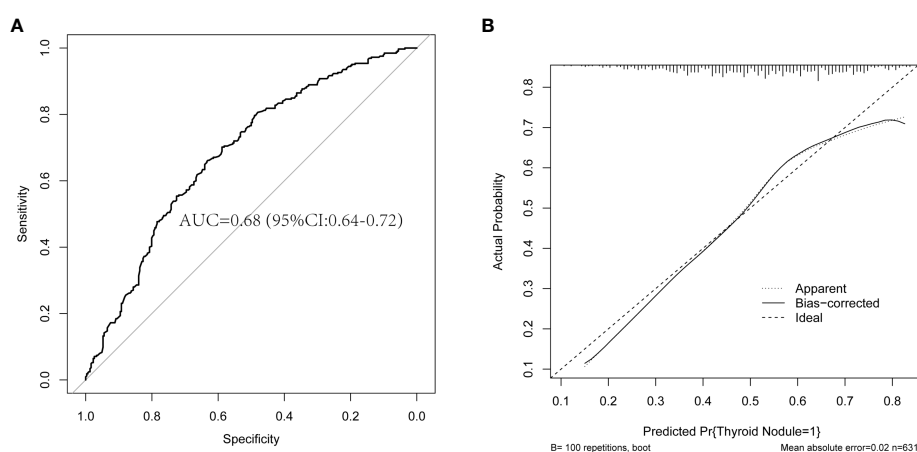 A
1.0
0.8
0.6
0.4
0.2
0.0
Sensitivity
AUC=0.68 (95%CI:0.64-0.72)
1.0 0.8 0.6 0.4 0.2 0.0
Specificity
B
0.8
0.7
0.6
0.5
0.4
0.3
0.2
0.1
Actual Probability
Apparent
Bias-corrected
Ideal
0.1 0.2 0.3 0.4 0.5 0.6 0.7 0.8
Predicted Pr{Thyroid Nodule=1}
B= 100 repetitions, boot Mean absolute error=0.02 n=631